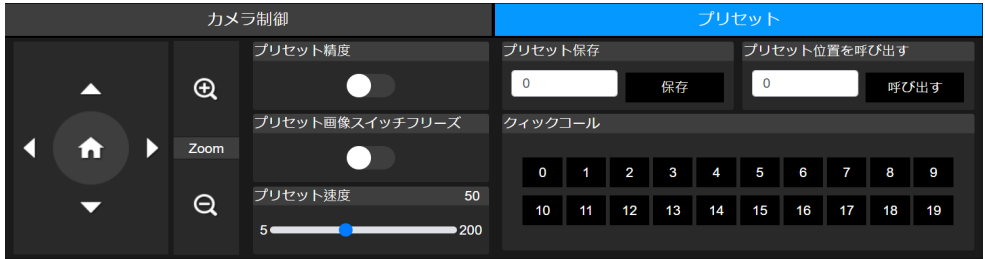 カメラ制御
プリセット
プリセット精度
プリセット保存
プリセット位置を呼び出す
0
保存
0
呼び出す
プリセット画像スイッチフリーズ
クィックコール
Zoom
0 1 2 3 4 5 6 7 8 9
プリセット速度 50
10 11 12 13 14 15 16 17 18 19
5 200